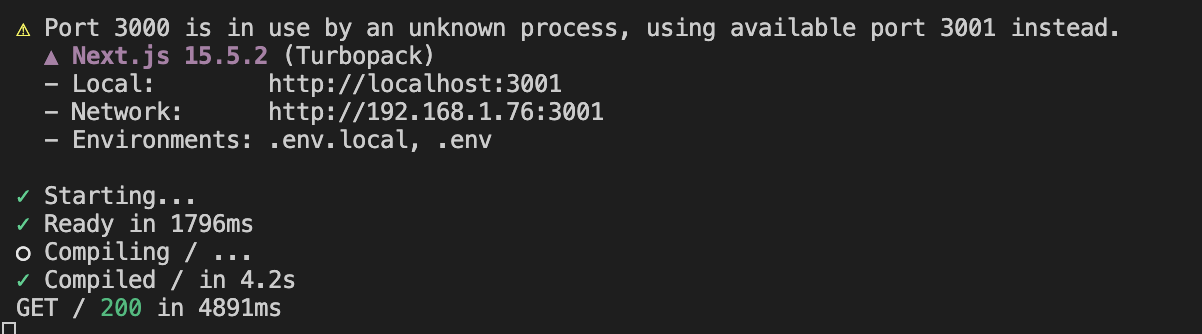 ⚠ Port 3000 is in use by an unknown process, using available port 3001 instead.
▲ Next.js 15.5.2 (Turbopack)
- Local:        http://localhost:3001
- Network:      http://192.168.1.76:3001
- Environments: .env.local, .env
✓ Starting...
✓ Ready in 1796ms
○ Compiling / ...
✓ Compiled / in 4.2s
GET / 200 in 4891ms